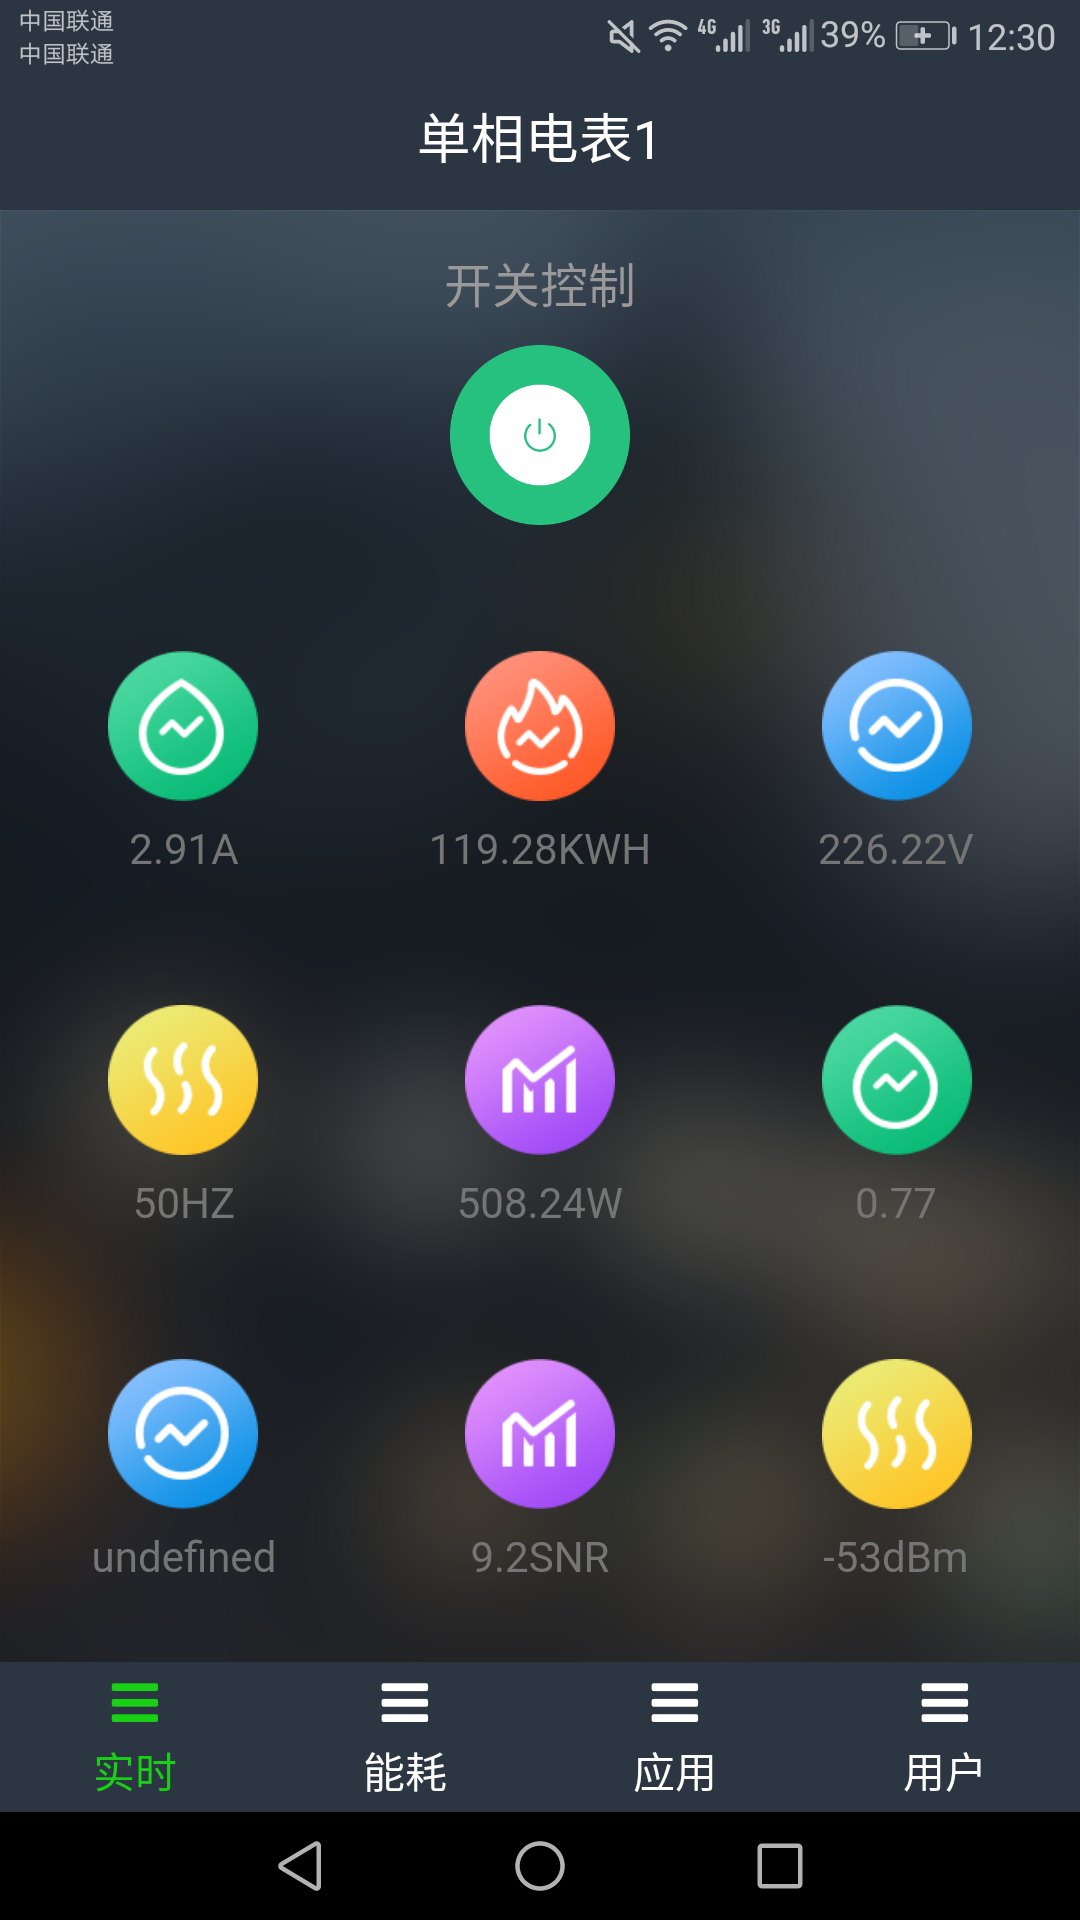 中国联通
中国联通
4G 3G 39% 12:30
单相电表1
开关控制
2.91A 119.28KWH 226.22V
50HZ 508.24W 0.77
undefined 9.2SNR -53dBm
实时 能耗 应用 用户